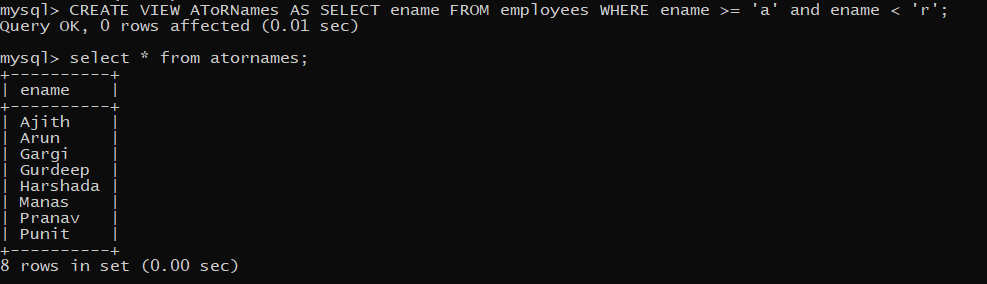 mysql> CREATE VIEW AToRNames AS SELECT ename FROM employees WHERE ename >= 'a' and ename < 'r';
Query OK, 0 rows affected (0.01 sec)
mysql> select * from atornames;
+----------+
| ename    |
+----------+
| Ajith    |
| Arun     |
| Gargi    |
| Gurdeep  |
| Harshada |
| Manas    |
| Pranav   |
| Punit    |
+----------+
8 rows in set (0.00 sec)